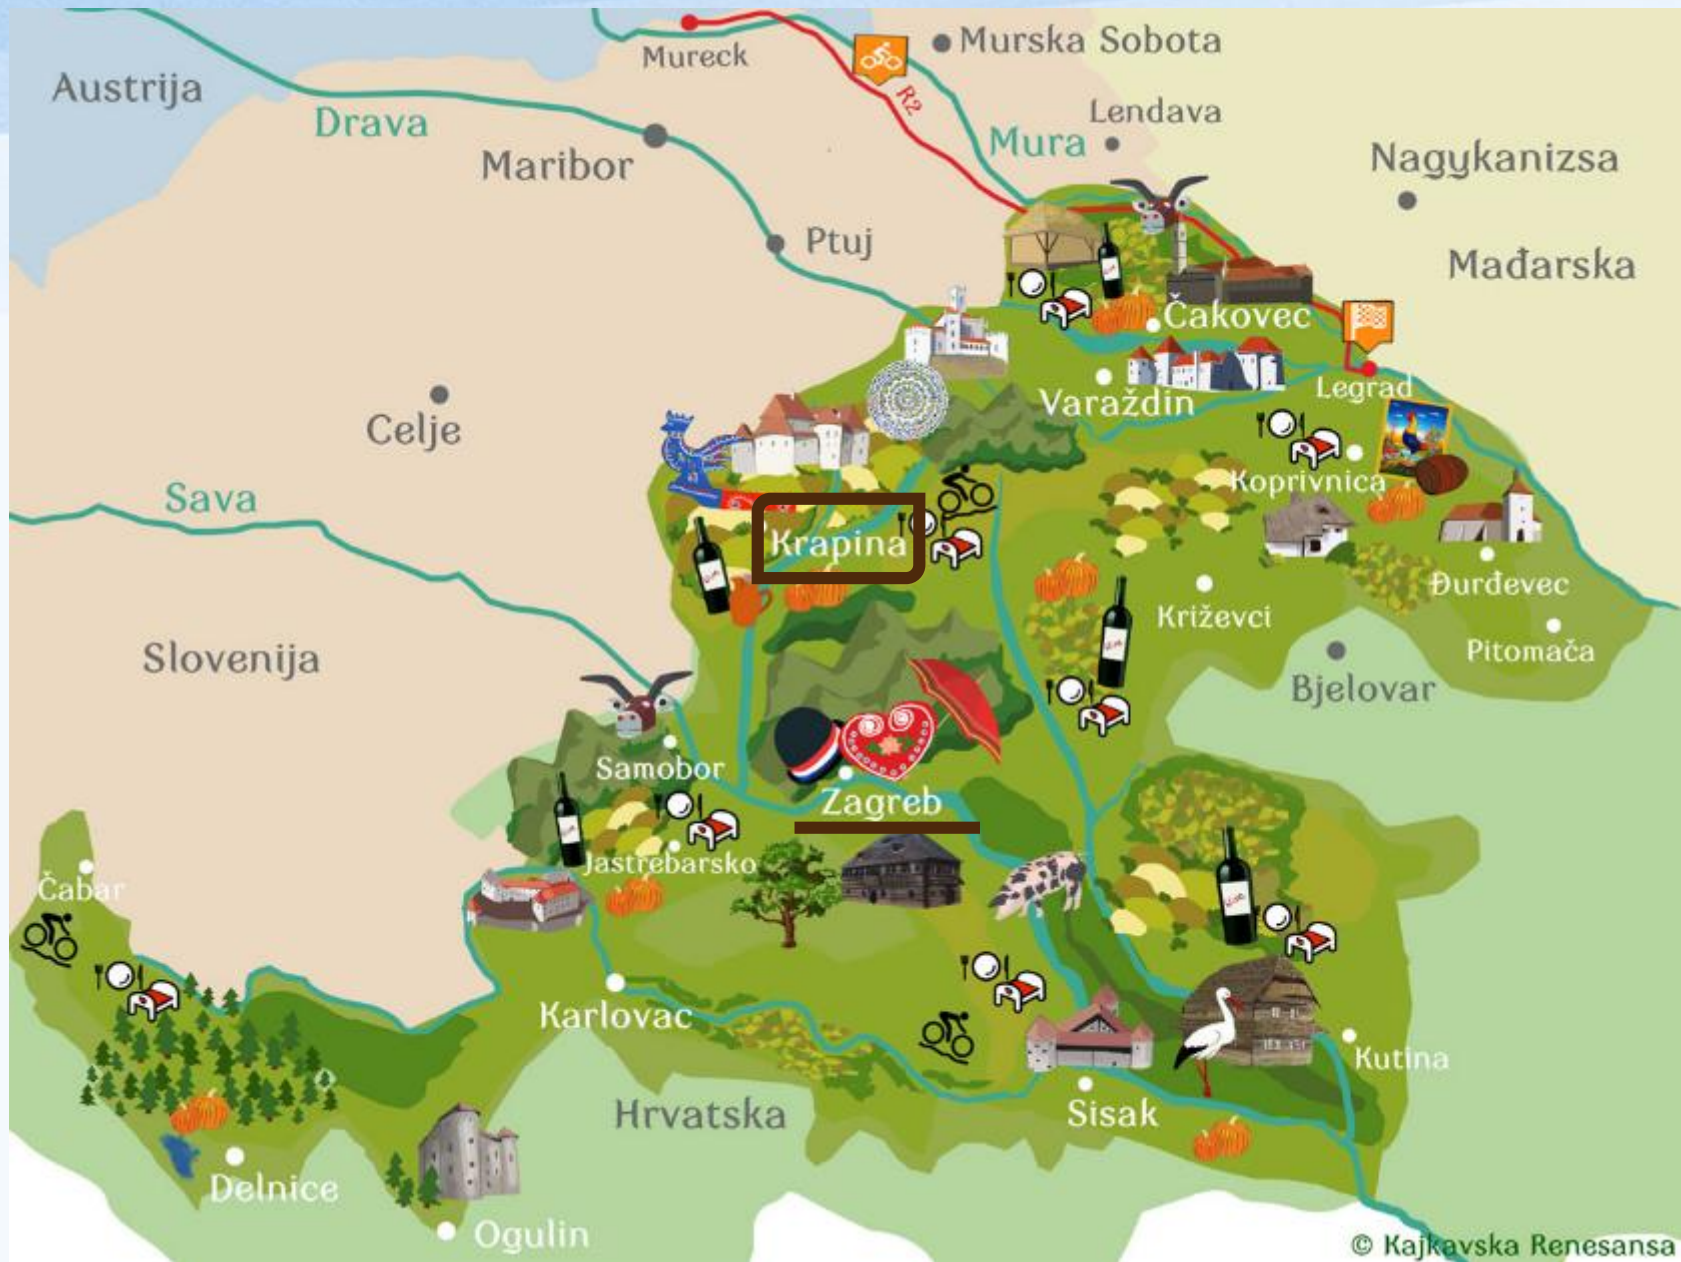 Mureck
Murska Sobota
Austrija
R2
Drava
Lendava
Mura
Maribor
Nagykanizsa
Ptuj
Mađarska
Čakovec
Legrad
Varaždin
Celje
Koprivnica
Sava
Krapina
Đurđevec
Križevci
Pitomača
Slovenija
Bjelovar
Samobor
Zagreb
Jastrebarsko
Čabar
Karlovac
Kutina
Hrvatska
Sisak
Delnice
Ogulin
© Kajkavska Renesansa